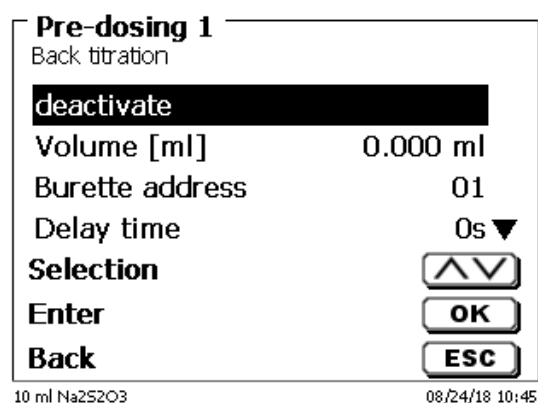 Pre-dosing 1
Back titration
deactivate
Volume [ml] 0.000 ml
Burette address 01
Delay time 0s
Selection
Enter OK
Back ESC
10 ml Na2S2O3 08/24/18 10:45